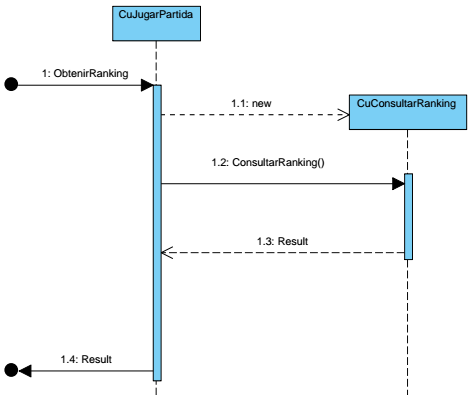 CuJugarPartida
1: ObtenirRanking
1.1: new
CuConsultarRanking
1.2: ConsultarRanking()
1.3: Result
1.4: Result